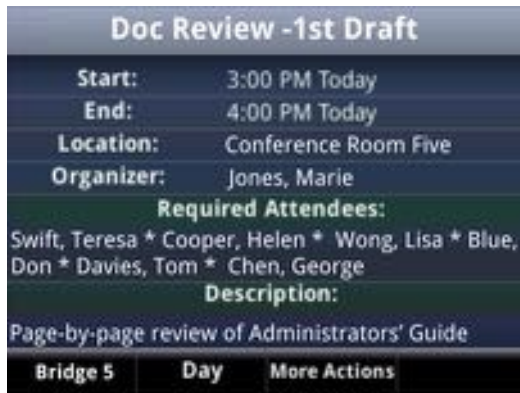 Doc Review -1st Draft
Start: 3:00 PM Today
End: 4:00 PM Today
Location: Conference Room Five
Organizer: Jones, Marie
Required Attendees:
Swift, Teresa * Cooper, Helen * Wong, Lisa * Blue,
Don * Davies, Tom * Chen, George
Description:
Page-by-page review of Administrators' Guide
Bridge 5 Day More Actions